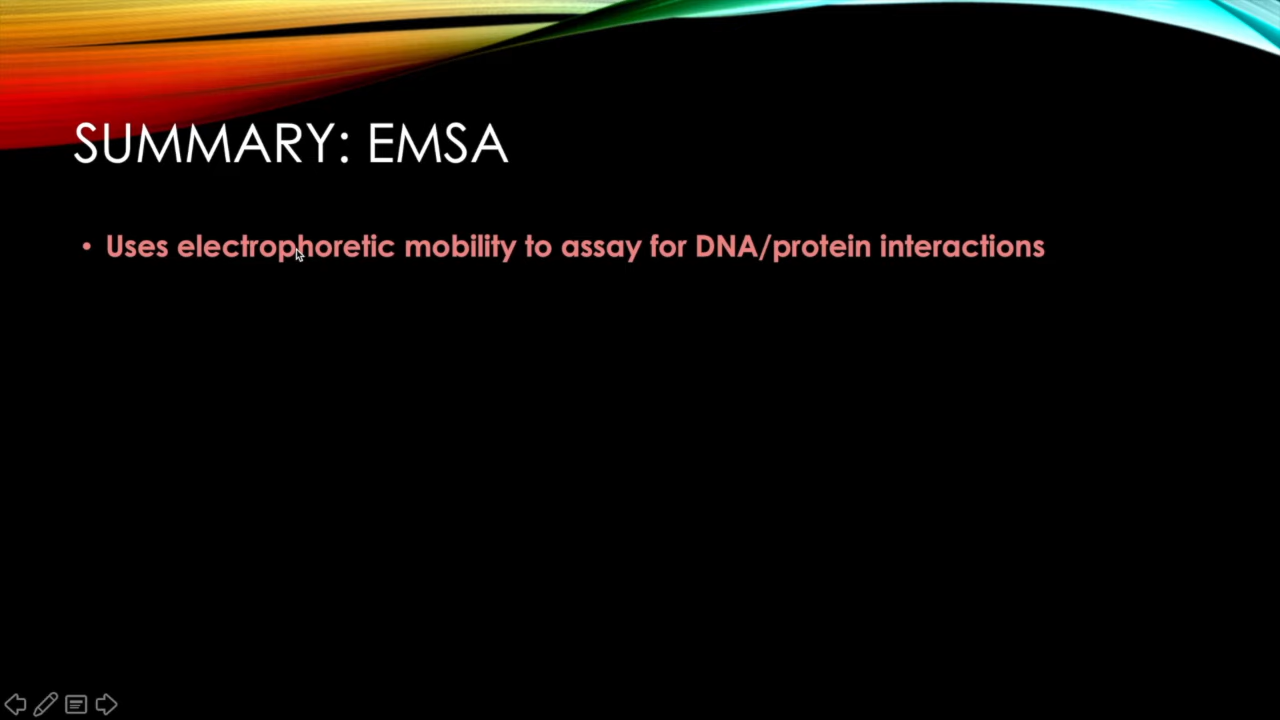 SUMMARY: EMSA
• Uses electrophoretic mobility to assay for DNA/protein interactions